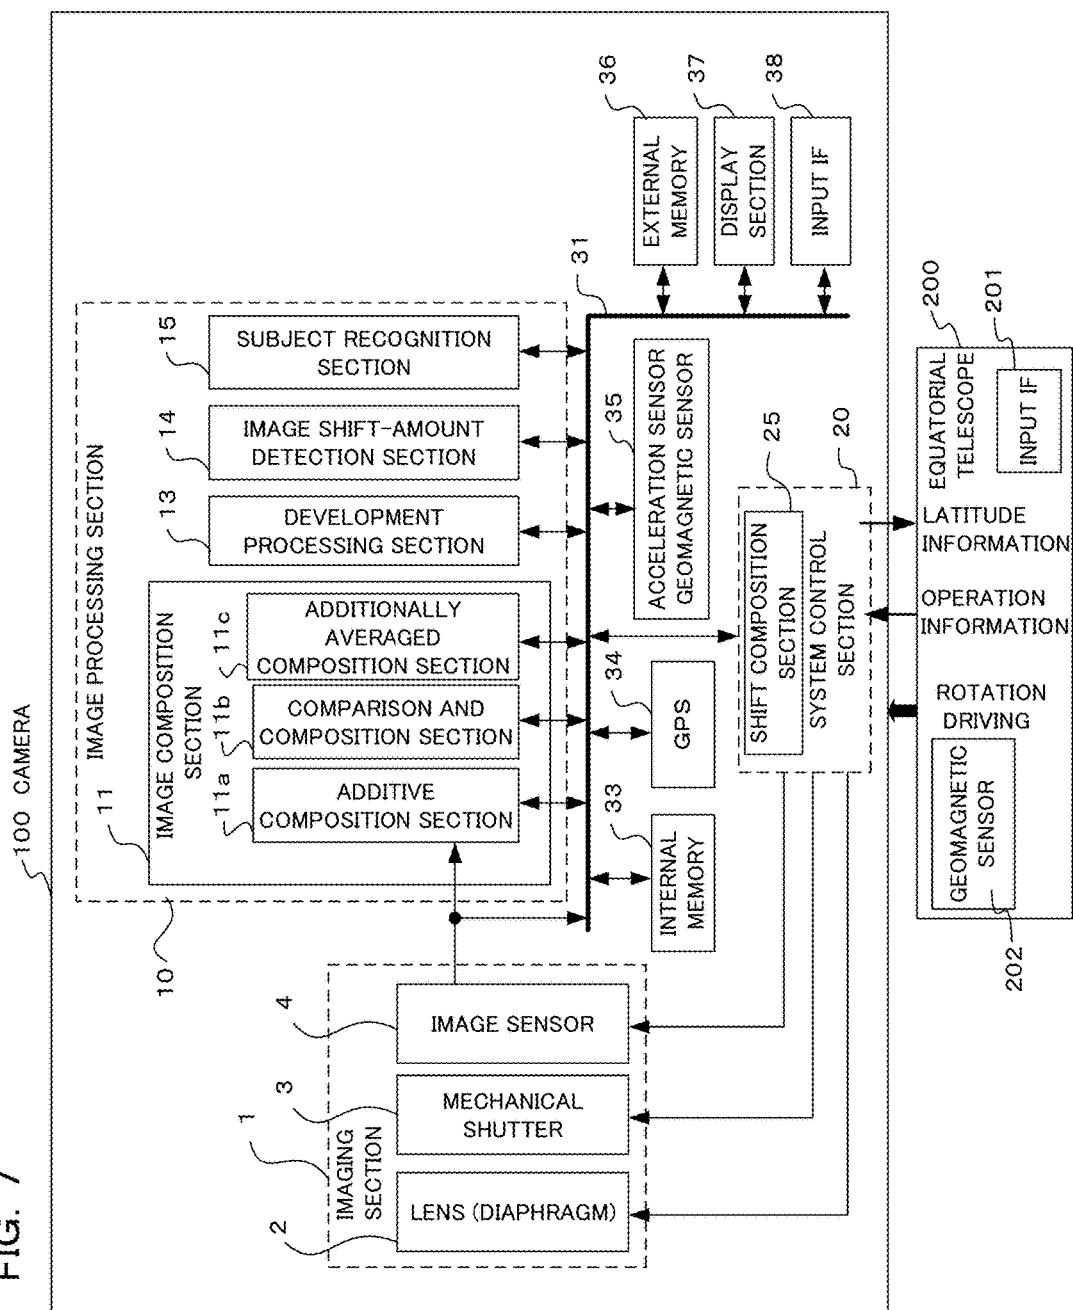 FIG. 7
100 CAMERA
10
IMAGE PROCESSING SECTION
11
IMAGE COMPOSITION
SECTION
11a
ADDITIVE
COMPOSITION SECTION
11b
COMPARISON AND
COMPOSITION SECTION
11c
ADDITIONALLY
AVERAGED
COMPOSITION SECTION
13
DEVELOPMENT
PROCESSING SECTION
14
IMAGE SHIFT-AMOUNT
DETECTION SECTION
15
SUBJECT RECOGNITION
SECTION
1
IMAGING
SECTION
2
LENS (DIAPHRAGM)
3
MECHANICAL
SHUTTER
4
IMAGE SENSOR
31
33
INTERNAL
MEMORY
34
GPS
35
ACCELERATION SENSOR
GEOMAGNETIC SENSOR
36
EXTERNAL
MEMORY
37
DISPLAY
SECTION
38
INPUT IF
20
25
SHIFT COMPOSITION
SECTION
SYSTEM CONTROL
SECTION
200
EQUATORIAL
TELESCOPE
201
INPUT IF
LATITUDE
INFORMATION
OPERATION
INFORMATION
ROTATION
DRIVING
GEOMAGNETIC
SENSOR
202